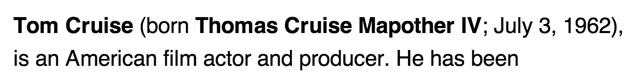 Tom Cruise (born Thomas Cruise Mapother IV; July 3, 1962),
is an American film actor and producer. He has been